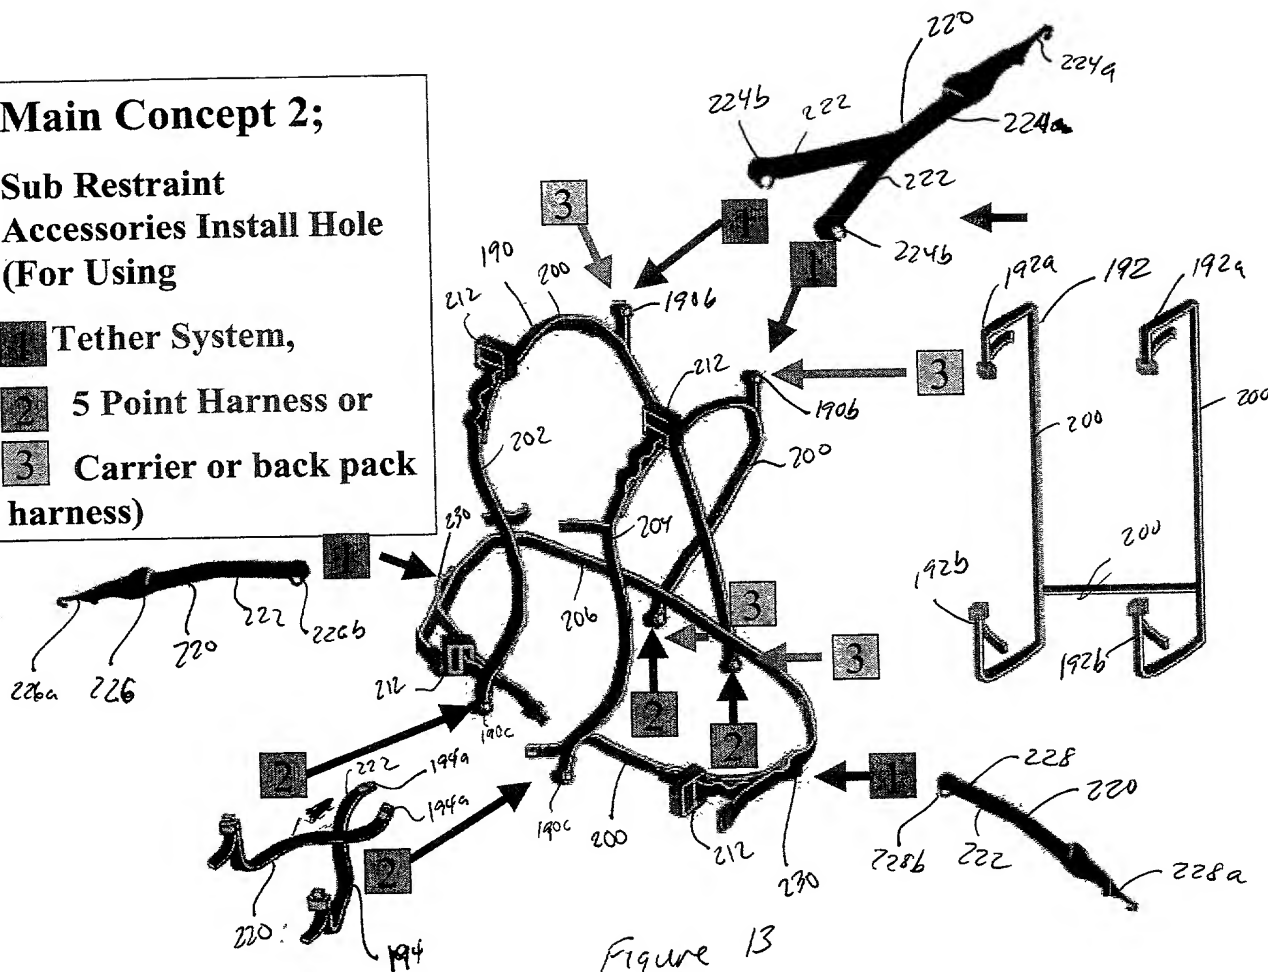 Main Concept 2;
Sub Restraint
Accessories Install Hole
(For Using
1 Tether System,
2 5 Point Harness or
3 Carrier or back pack
harness)
220
224a
224b
222
224a
222
224b
3
1
1
190
200
212
190b
192a
192
192a
212
3
190b
202
200
200
200
230
204
1
200
192b
206
3
226b
222
220
226
226a
3
192b
212
2
2
190c
2
222
194a
194a
1
228
220
190c
200
212
230
228b
222
228a
2
220
194
Figure 13